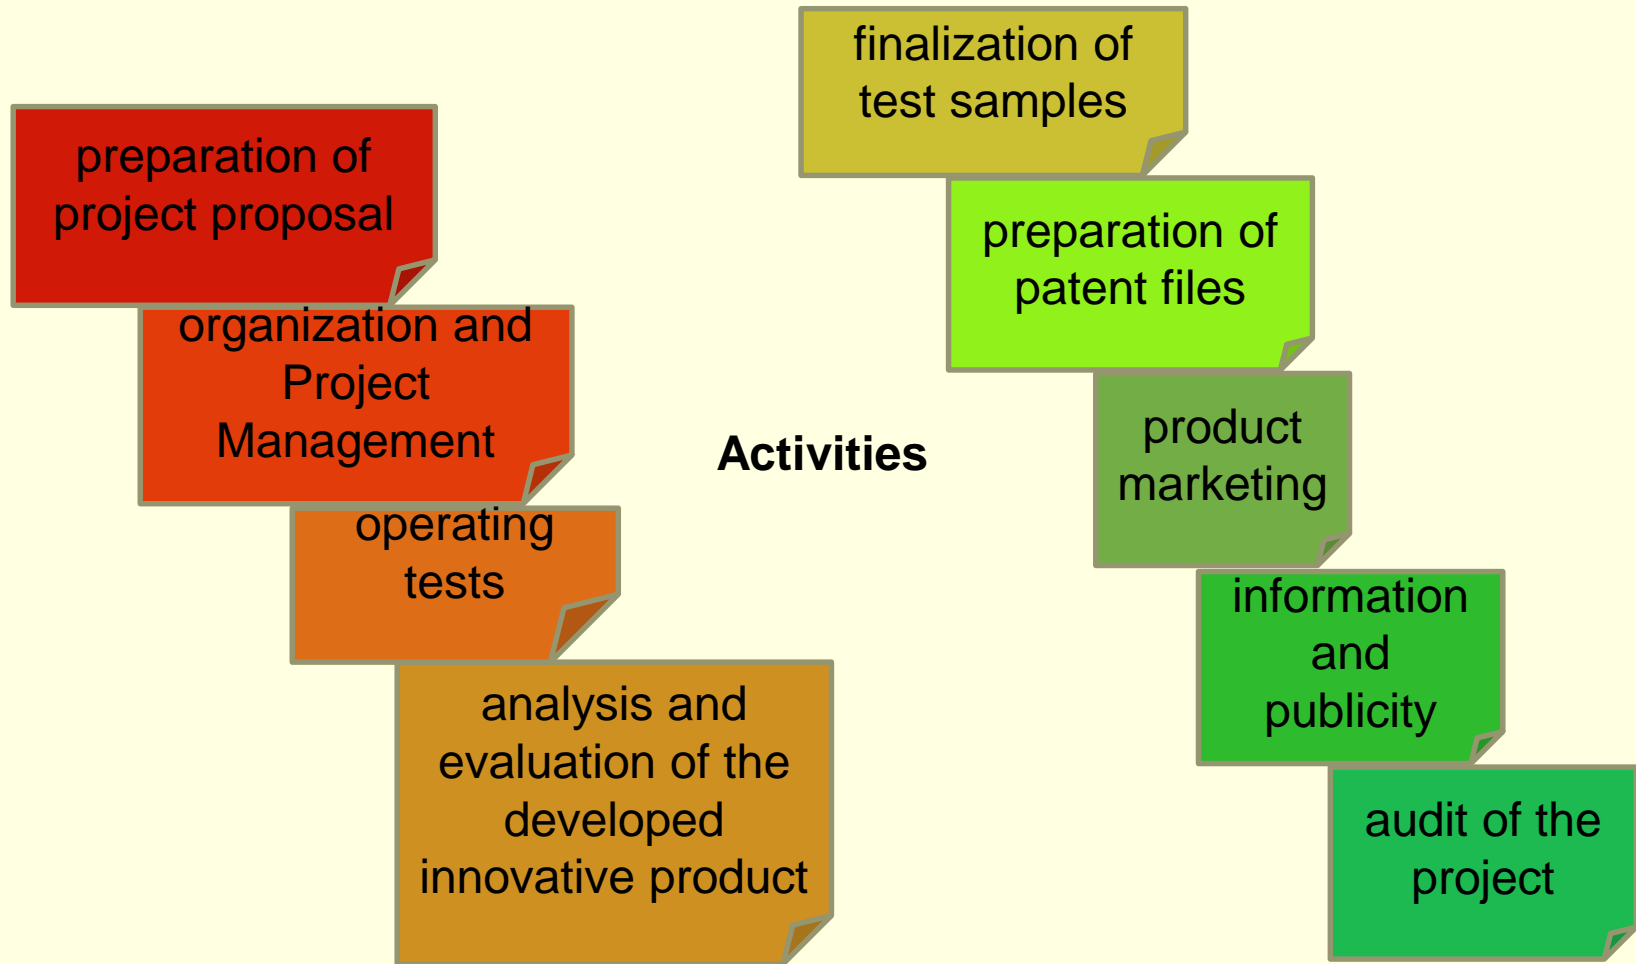 preparation of
project proposal
organization and
Project
Management
operating
tests
analysis and
evaluation of the
developed
innovative product
Activities
finalization of
test samples
preparation of
patent files
product
marketing
information
and
publicity
audit of the
project